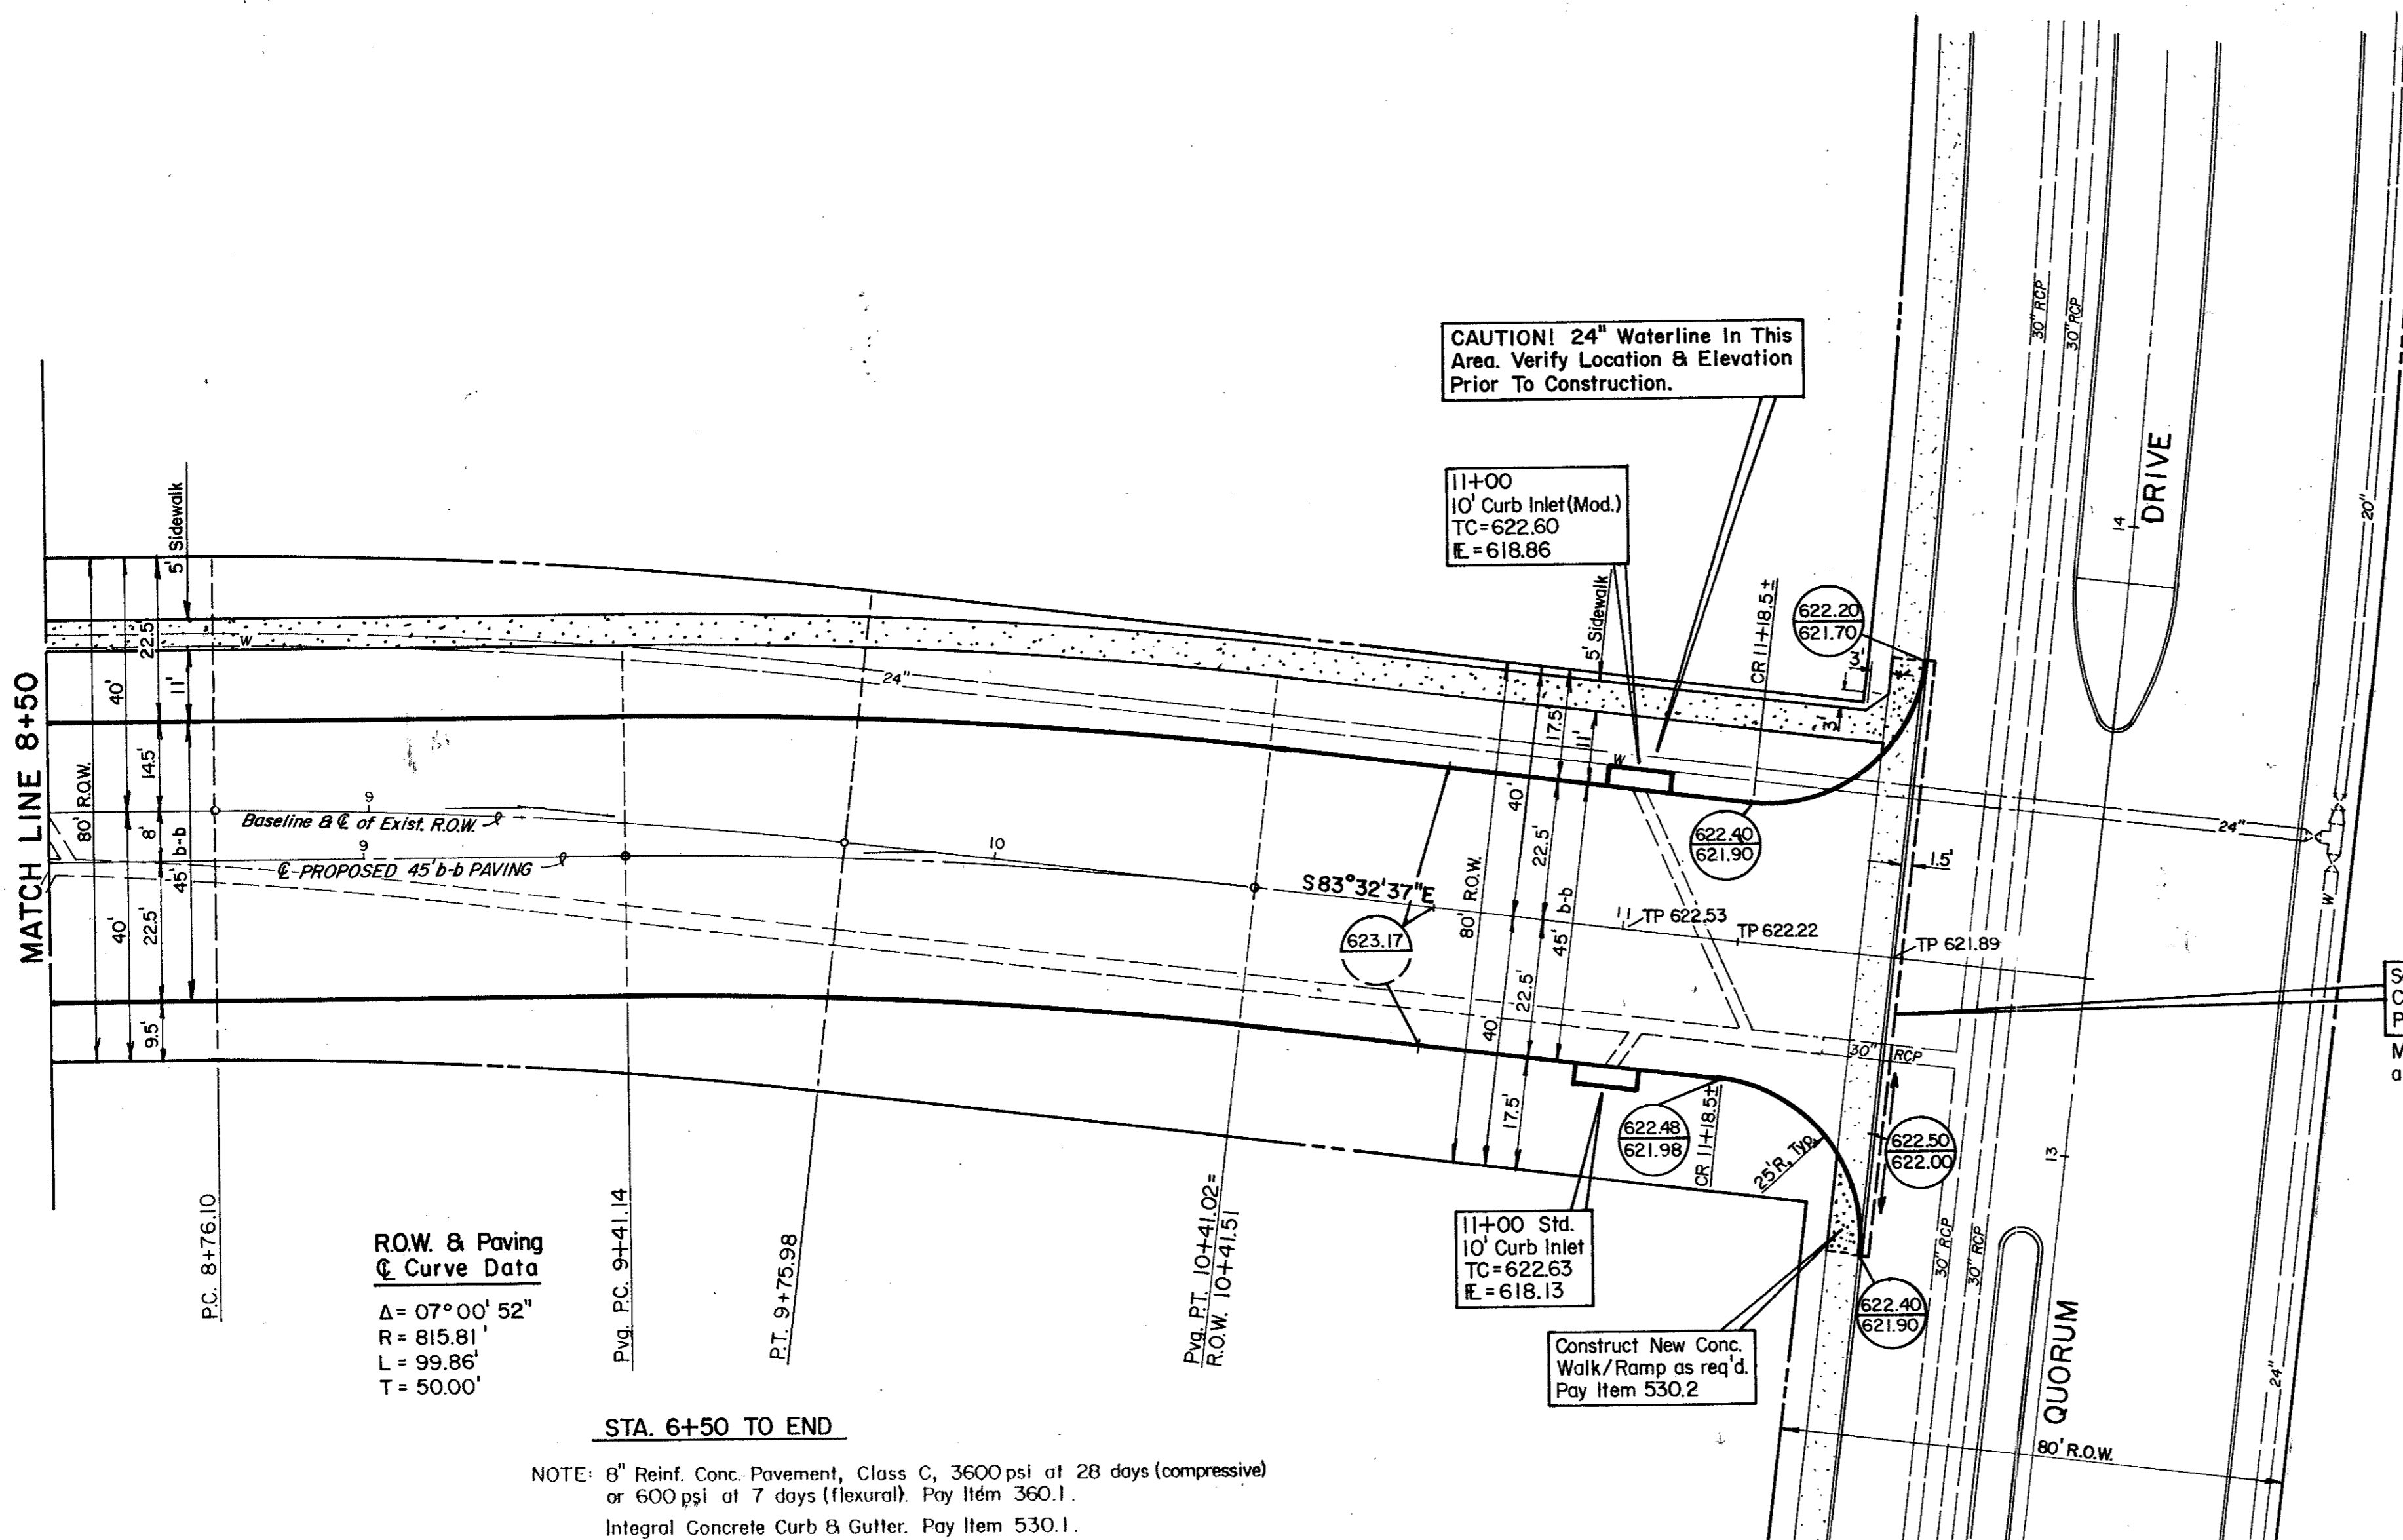 CAUTION! 24" Waterline In This
Area. Verify Location & Elevation
Prior To Construction.
11+00
10' Curb Inlet (Mod.)
TC=622.60
FL=618.86
5' Sidewalk
CR 11+18.5±
622.20
621.70
3'
3'
30" RCP
30" RCP
14
DRIVE
20"
MATCH LINE 8+50
5' Sidewalk
80' R.O.W.
40'
40'
22.5'
11'
14.5'
8'
45' b-b
22.5'
9.5'
W
24"
9
Baseline & ℄ of Exist. R.O.W.
9
℄-PROPOSED 45' b-b PAVING
10
S 83°32'37" E
623.17
17.5'
11'
40'
22.5'
80' R.O.W.
45' b-b
22.5'
40'
17.5'
W
622.40
621.90
11
TP 622.53
TP 622.22
TP 621.89
1.5'
24"
W
S
C
P
M
a
30" RCP
622.48
621.98
CR 11+18.5±
25' R, Typ.
622.50
622.00
13
11+00 Std.
10' Curb Inlet
TC=622.63
FL=618.13
Construct New Conc.
Walk/Ramp as req'd.
Pay Item 530.2
622.40
621.90
30" RCP
30" RCP
QUORUM
24"
80' R.O.W.
P.C. 8+76.10
Pvg. P.C. 9+41.14
P.T. 9+75.98
Pvg. P.T. 10+41.02=
R.O.W. 10+41.51
R.O.W. & Paving
℄ Curve Data
Δ= 07°00'52"
R= 815.81'
L = 99.86'
T = 50.00'
STA. 6+50 TO END
NOTE: 8" Reinf. Conc. Pavement, Class C, 3600 psi at 28 days (compressive)
or 600 psi at 7 days (flexural). Pay Item 360.1.
Integral Concrete Curb & Gutter. Pay Item 530.1.